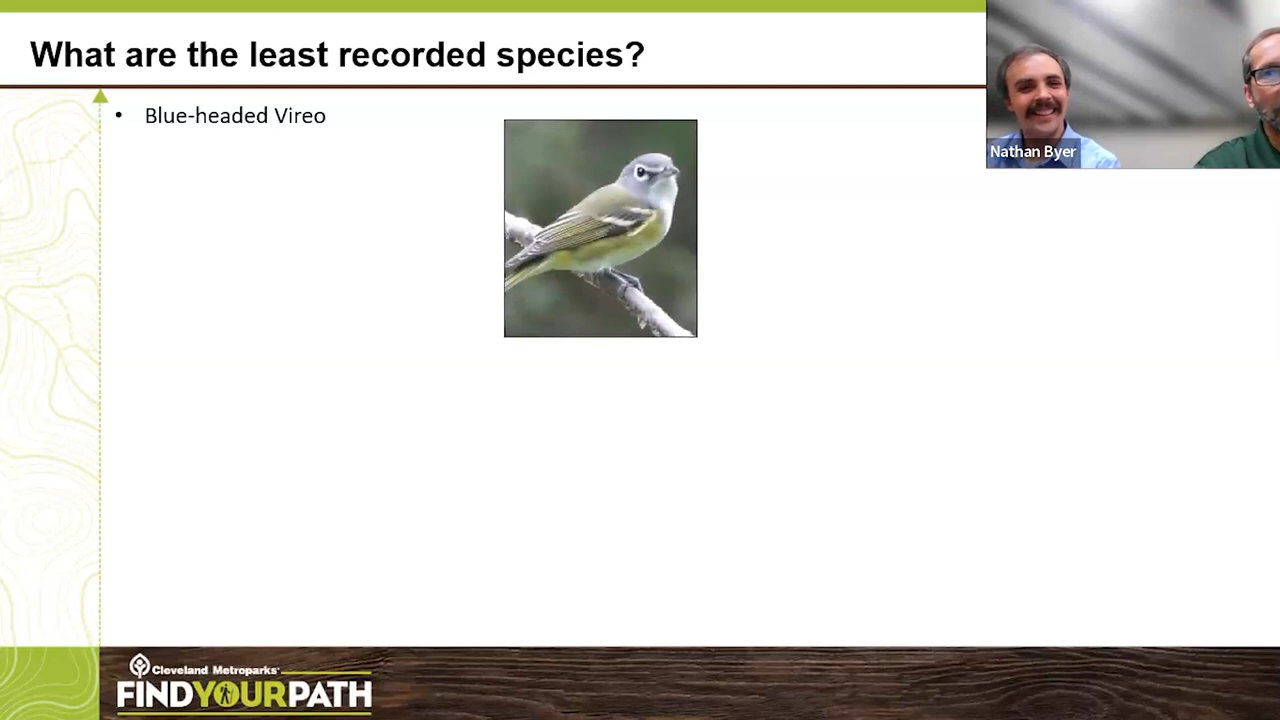 What are the least recorded species?
• Blue-headed Vireo
Nathan Byer
Cleveland Metroparks
FINDYOURPATH